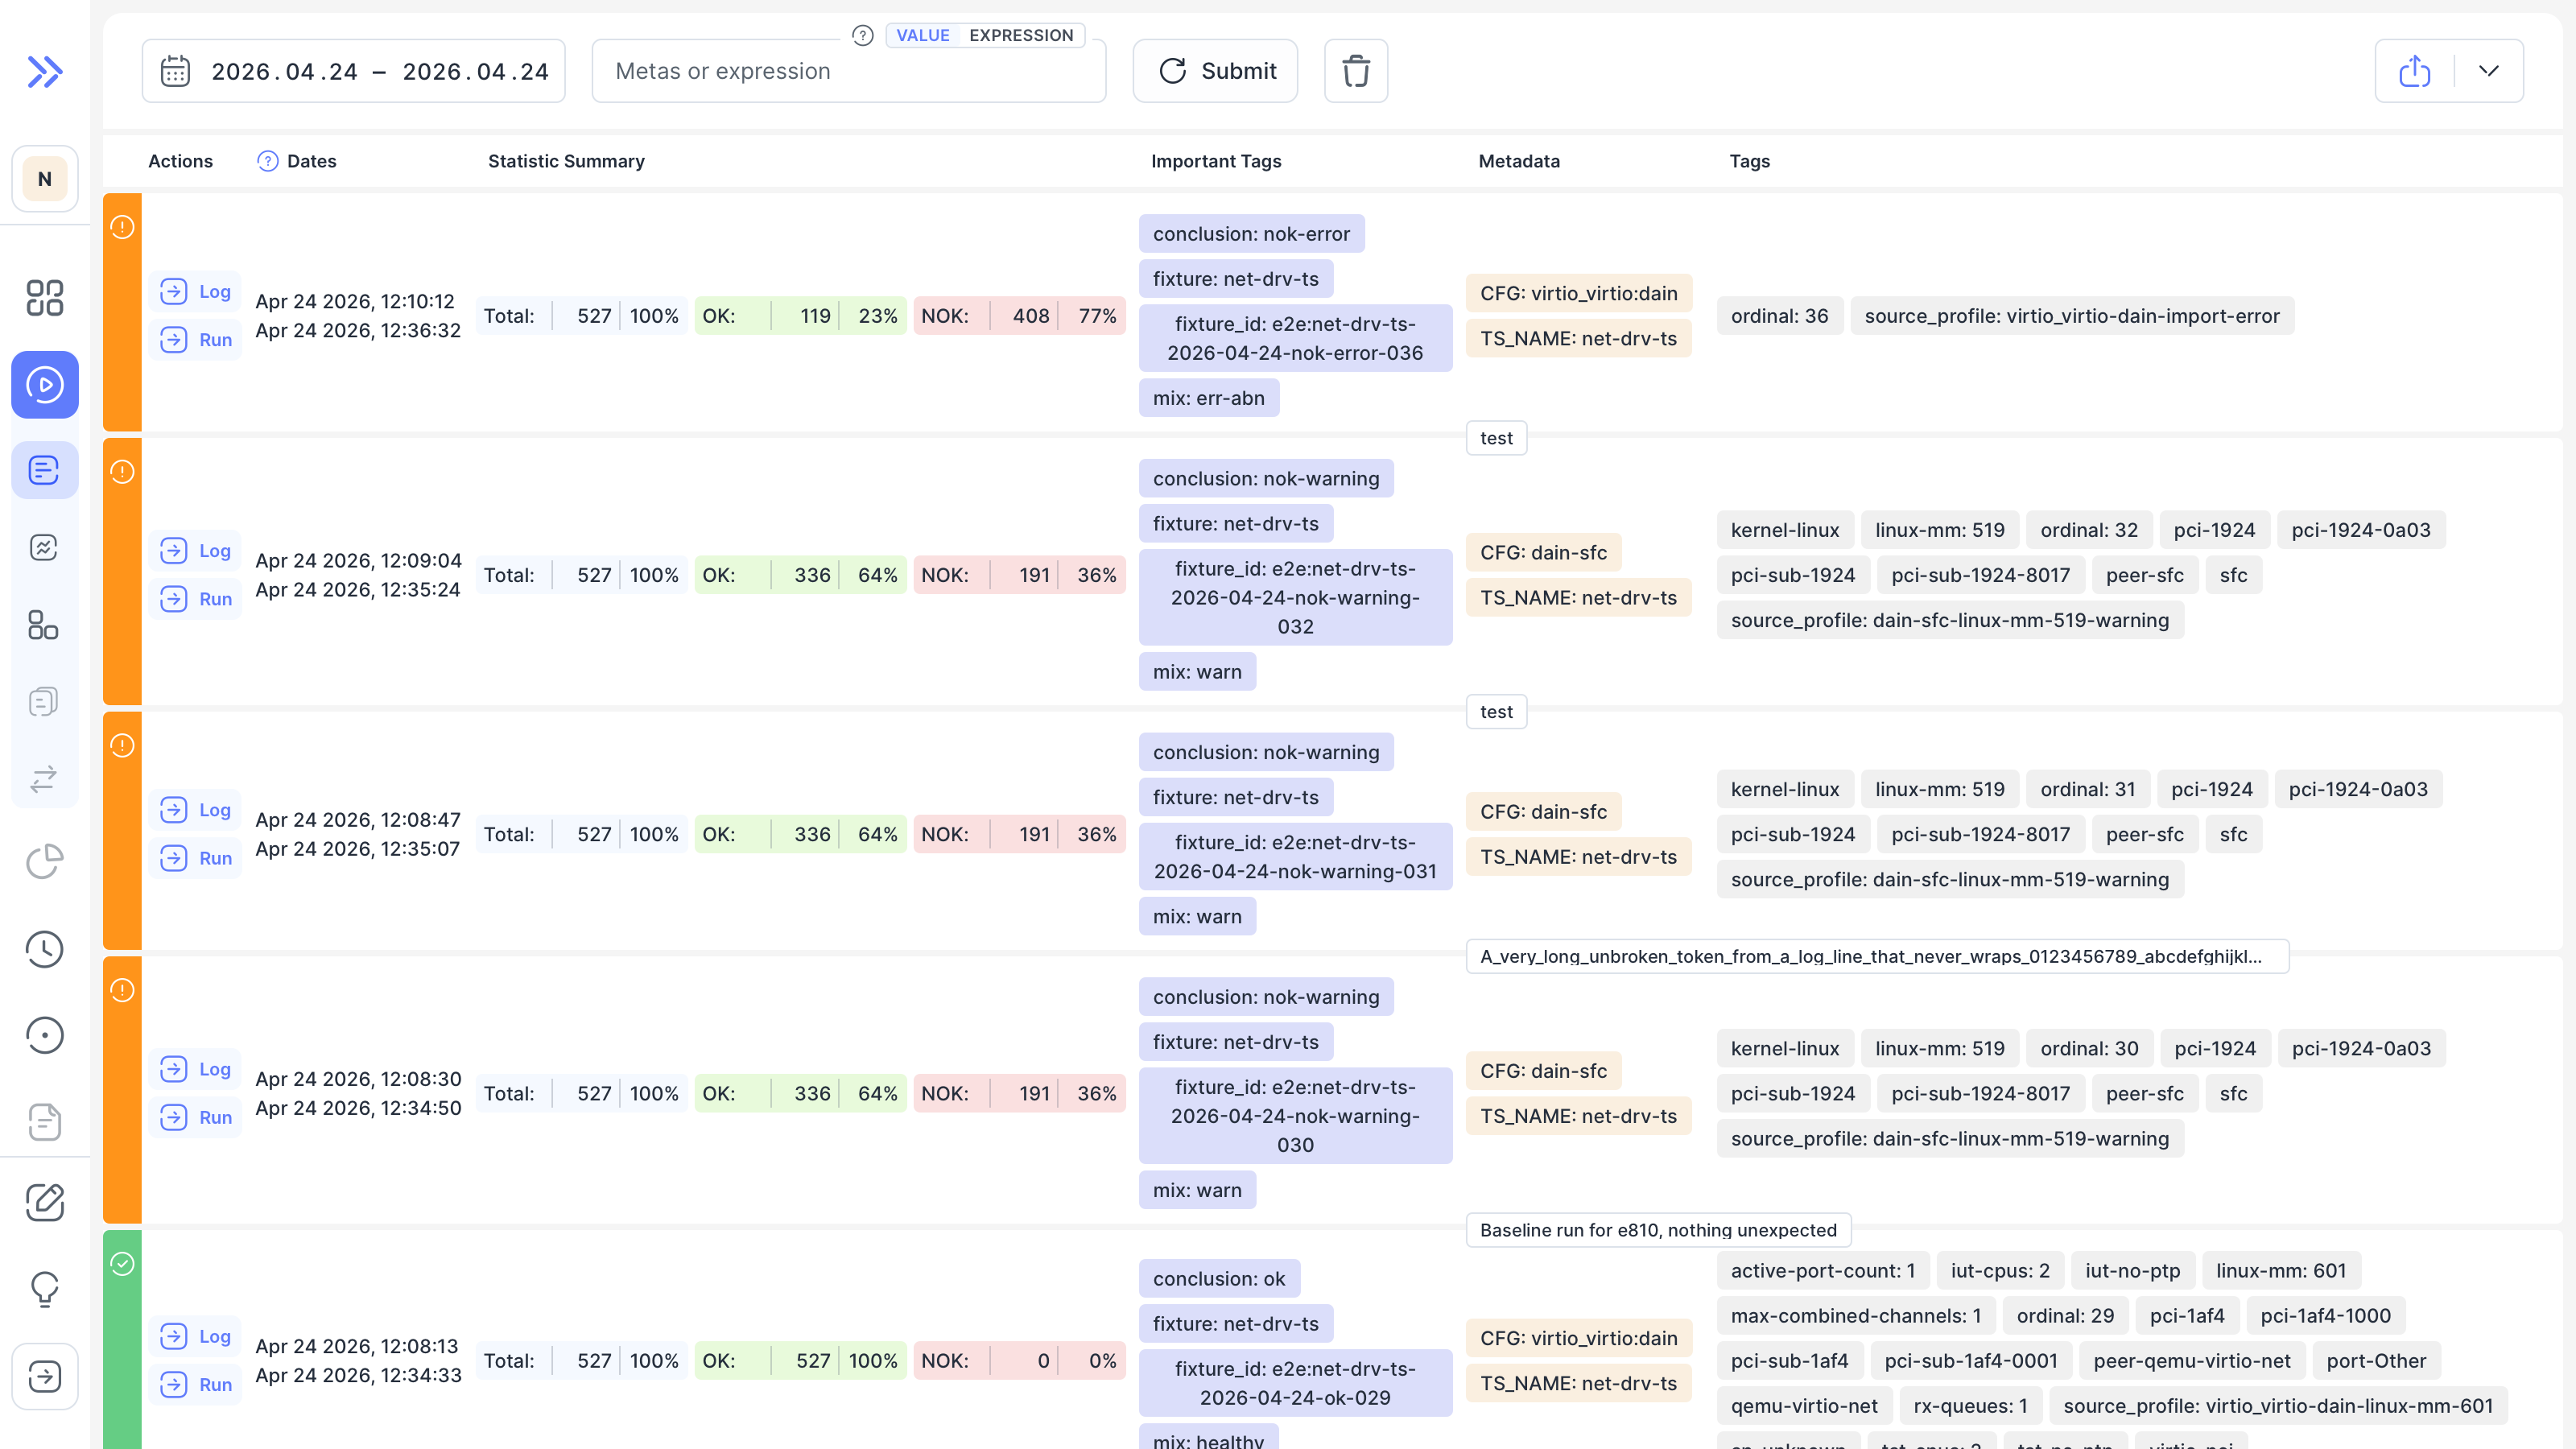 VALUE EXPRESSION
2026.04.24 – 2026.04.24
Metas or expression
Submit
N
Actions Dates Statistic Summary Important Tags Metadata Tags
Log
Run
Apr 24 2026, 12:10:12
Apr 24 2026, 12:36:32
Total: 527 100% OK: 119 23% NOK: 408 77%
conclusion: nok-error
fixture: net-drv-ts
fixture_id: e2e:net-drv-ts-
2026-04-24-nok-error-036
mix: err-abn
CFG: virtio_virtio:dain
TS_NAME: net-drv-ts
ordinal: 36 source_profile: virtio_virtio-dain-import-error
test
Log
Run
Apr 24 2026, 12:09:04
Apr 24 2026, 12:35:24
Total: 527 100% OK: 336 64% NOK: 191 36%
conclusion: nok-warning
fixture: net-drv-ts
fixture_id: e2e:net-drv-ts-
2026-04-24-nok-warning-
032
mix: warn
CFG: dain-sfc
TS_NAME: net-drv-ts
kernel-linux linux-mm: 519 ordinal: 32 pci-1924 pci-1924-0a03
pci-sub-1924 pci-sub-1924-8017 peer-sfc sfc
source_profile: dain-sfc-linux-mm-519-warning
test
Log
Run
Apr 24 2026, 12:08:47
Apr 24 2026, 12:35:07
Total: 527 100% OK: 336 64% NOK: 191 36%
conclusion: nok-warning
fixture: net-drv-ts
fixture_id: e2e:net-drv-ts-
2026-04-24-nok-warning-031
mix: warn
CFG: dain-sfc
TS_NAME: net-drv-ts
kernel-linux linux-mm: 519 ordinal: 31 pci-1924 pci-1924-0a03
pci-sub-1924 pci-sub-1924-8017 peer-sfc sfc
source_profile: dain-sfc-linux-mm-519-warning
A_very_long_unbroken_token_from_a_log_line_that_never_wraps_0123456789_abcdefghijkl...
Log
Run
Apr 24 2026, 12:08:30
Apr 24 2026, 12:34:50
Total: 527 100% OK: 336 64% NOK: 191 36%
conclusion: nok-warning
fixture: net-drv-ts
fixture_id: e2e:net-drv-ts-
2026-04-24-nok-warning-
030
mix: warn
CFG: dain-sfc
TS_NAME: net-drv-ts
kernel-linux linux-mm: 519 ordinal: 30 pci-1924 pci-1924-0a03
pci-sub-1924 pci-sub-1924-8017 peer-sfc sfc
source_profile: dain-sfc-linux-mm-519-warning
Baseline run for e810, nothing unexpected
Log
Run
Apr 24 2026, 12:08:13
Apr 24 2026, 12:34:33
Total: 527 100% OK: 527 100% NOK: 0 0%
conclusion: ok
fixture: net-drv-ts
fixture_id: e2e:net-drv-ts-
2026-04-24-ok-029
mix: healthy
CFG: virtio_virtio:dain
TS_NAME: net-drv-ts
active-port-count: 1 iut-cpus: 2 iut-no-ptp linux-mm: 601
max-combined-channels: 1 ordinal: 29 pci-1af4 pci-1af4-1000
pci-sub-1af4 pci-sub-1af4-0001 peer-qemu-virtio-net port-Other
qemu-virtio-net rx-queues: 1 source_profile: virtio_virtio-dain-linux-mm-601